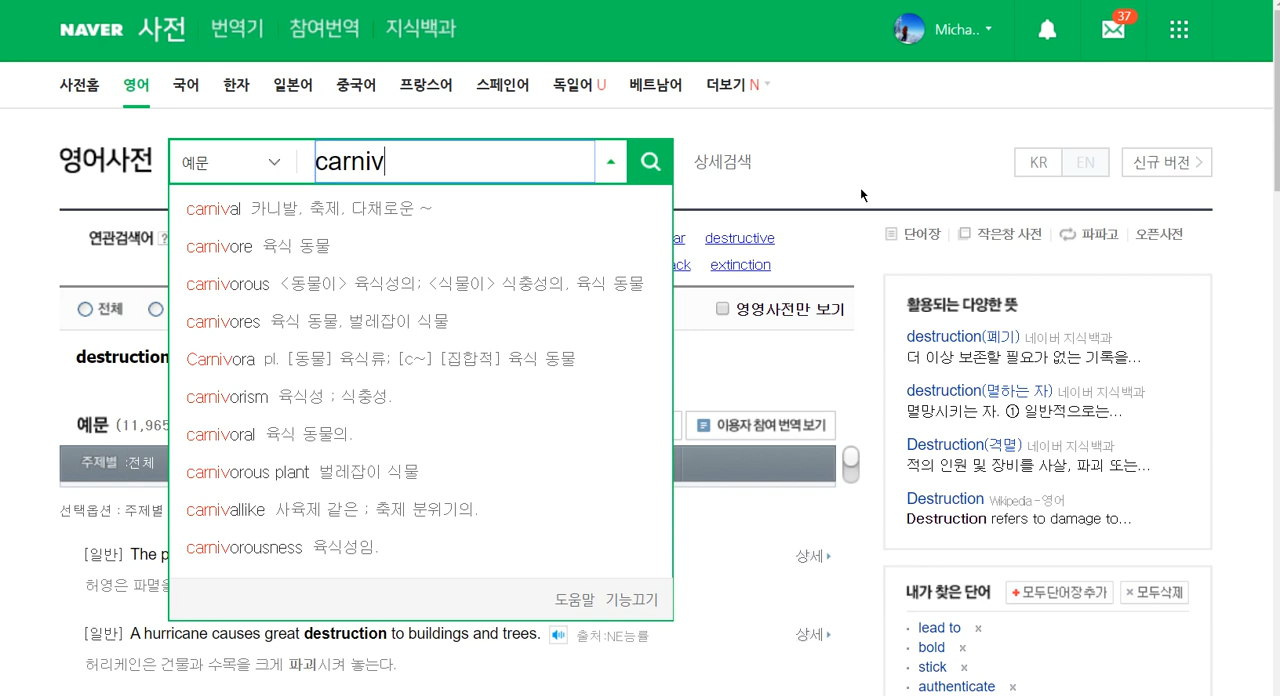 NAVER 사전 번역기 참여번역 지식백과 Micha.. 37
사전홈 영어 국어 한자 일본어 중국어 프랑스어 스페인어 독일어 U 베트남어 더보기 N
영어사전 예문 carniv 상세검색 KR EN 신규 버전
carnival 카니발, 축제, 다채로운 ~
carnivore 육식 동물
carnivorous <동물이> 육식성의; <식물이> 식충성의, 육식 동물
carnivores 육식 동물, 벌레잡이 식물
Carnivora pl. [동물] 육식류; [c~] [집합적] 육식 동물
carnivorism 육식성 ; 식충성.
carnivoral 육식 동물의.
carnivorous plant 벌레잡이 식물
carnivallike 사육제 같은 ; 축제 분위기의.
carnivorousness 육식성임.
도움말 기능끄기
연관검색어 ? ar destructive
ack extinction
전체 영영사전만 보기
destruction
예문 (11,965 이용자 참여 번역 보기
주제별 :전체
선택옵션 : 주제별
[일반] The p 상세
허영은 파멸을
[일반] A hurricane causes great destruction to buildings and trees. 출처:NE능률 상세
허리케인은 건물과 수목을 크게 파괴시켜 놓는다.
단어장 작은창 사전 파파고 오픈사전
활용되는 다양한 뜻
destruction(폐기) 네이버 지식백과
더 이상 보존할 필요가 없는 기록을...
destruction(멸하는 자) 네이버 지식백과
멸망시키는 자. ① 일반적으로는...
Destruction(격멸) 네이버 지식백과
적의 인원 및 장비를 사살, 파괴 또는...
Destruction Wikipedia-영어
Destruction refers to damage to...
내가 찾은 단어 +모두단어장추가 ×모두삭제
· lead to ×
· bold ×
· stick ×
· authenticate ×